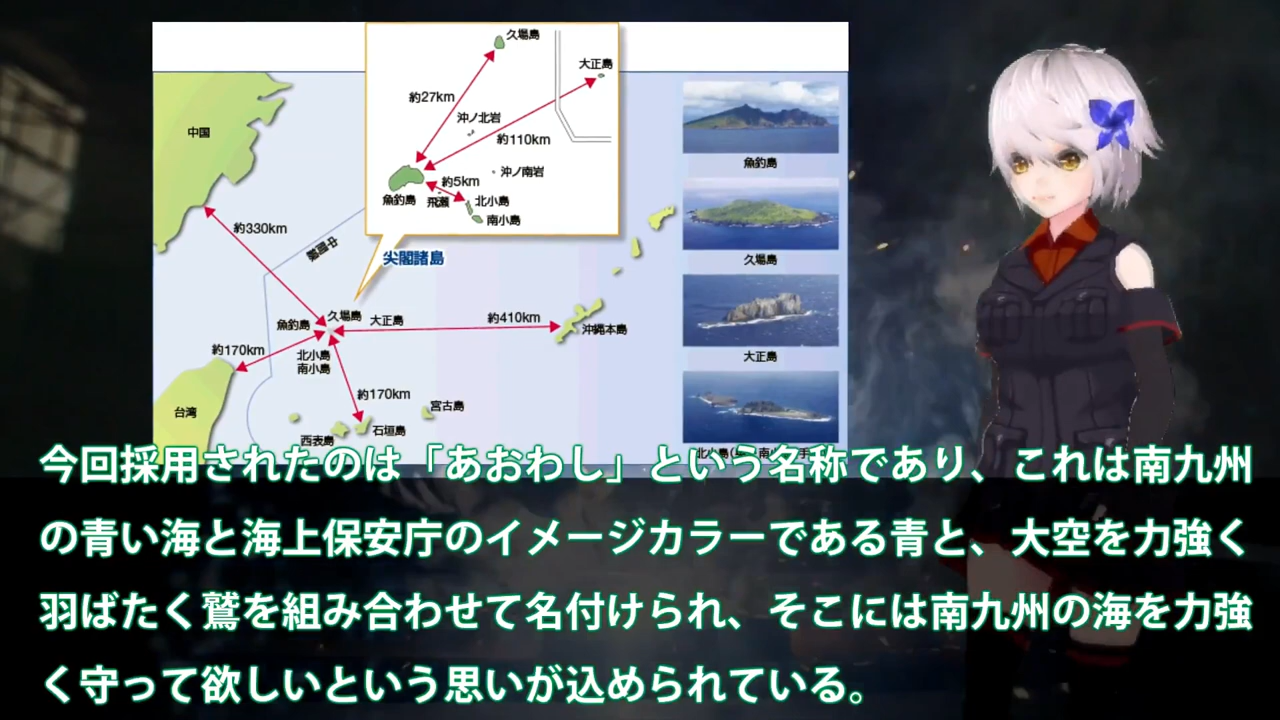 久場島
大正島
約27km
沖ノ北岩
約110km
沖ノ南岩
約5km
魚釣島
飛瀬
北小島
南小島
中国
約330km
中間線
尖閣諸島
魚釣島
久場島
大正島
約410km
沖縄本島
約170km
北小島
南小島
約170km
台湾
宮古島
石垣島
西表島
魚釣島
久場島
大正島
今回採用されたのは「あおわし」という名称であり、これは南九州
の青い海と海上保安庁のイメージカラーである青と、大空を力強く
羽ばたく鷲を組み合わせて名付けられ、そこには南九州の海を力強
く守って欲しいという思いが込められている。